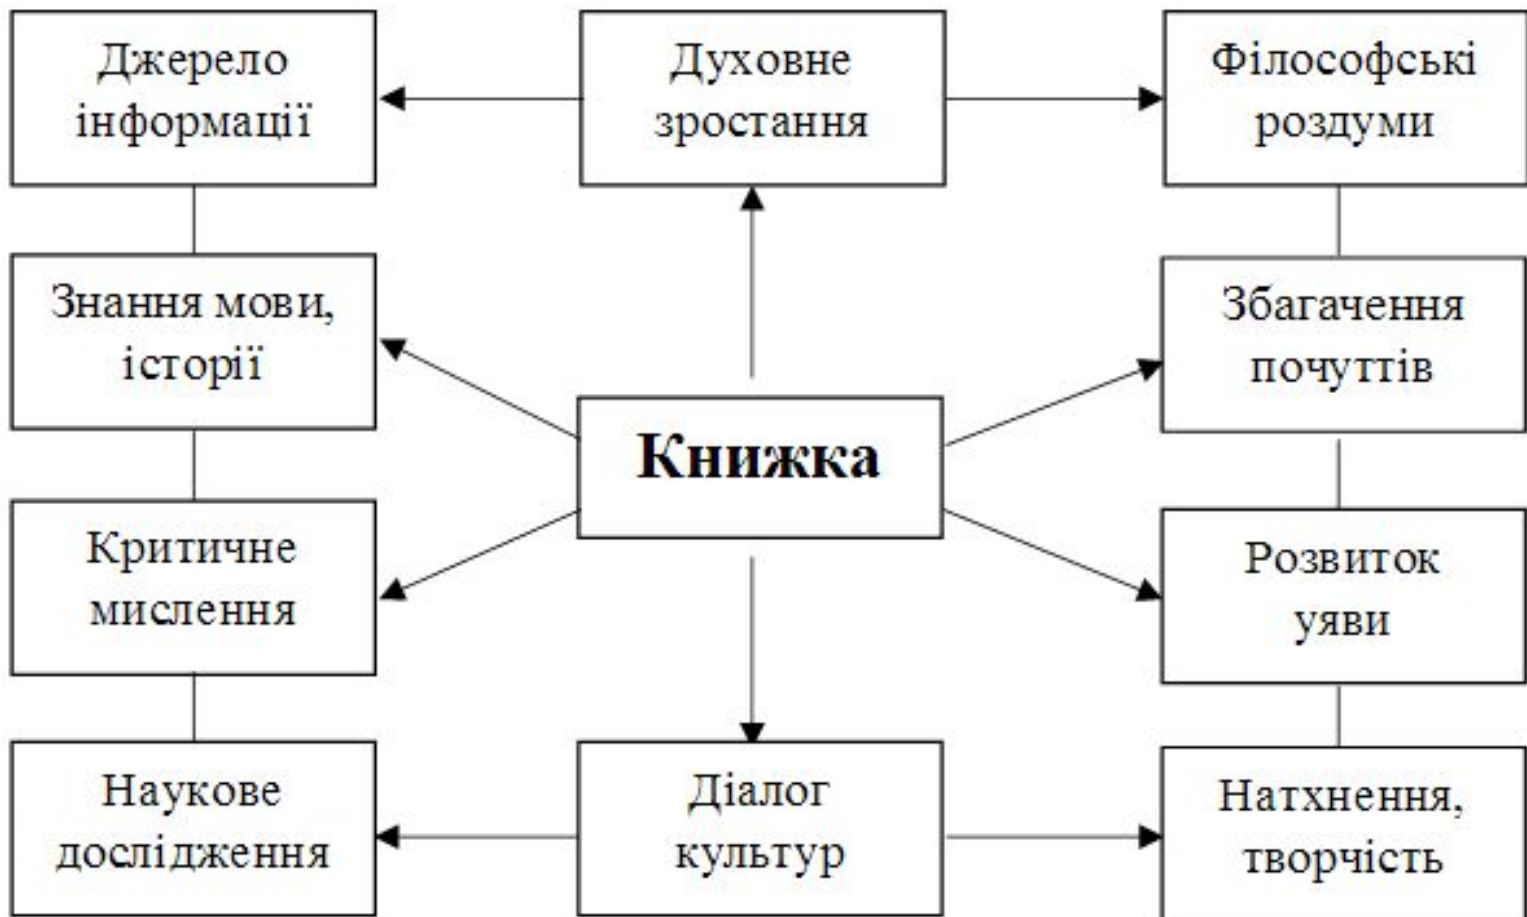 Джерело
інформації
Духовне
зростання
Філософські
роздуми
Знання мови,
історії
Збагачення
почуттів
Книжка
Критичне
мислення
Розвиток
уяви
Наукове
дослідження
Діалог
культур
Натхнення,
творчість